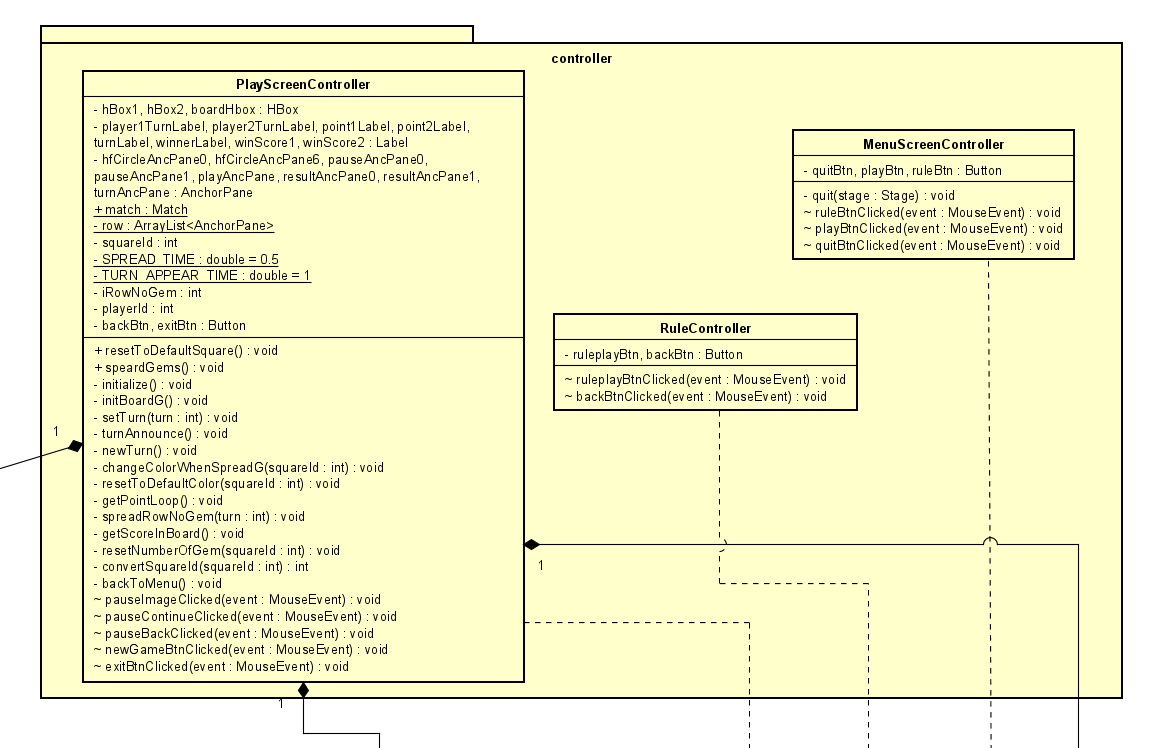 controller
PlayScreenController
- hBox1, hBox2, boardHbox : HBox
- player1TurnLabel, player2TurnLabel, point1Label, point2Label,
turnLabel, winnerLabel, winScore1, winScore2 : Label
- hfCircleAncPane0, hfCircleAncPane6, pauseAncPane0,
pauseAncPane1, playAncPane, resultAncPane0, resultAncPane1,
turnAncPane : AnchorPane
+ match : Match
- row : ArrayList<AnchorPane>
- squareId : int
- SPREAD_TIME : double = 0.5
- TURN_APPEAR_TIME : double = 1
- iRowNoGem : int
- playerId : int
- backBtn, exitBtn : Button
+ resetToDefaultSquare() : void
+ speardGems() : void
- initialize() : void
- initBoardG() : void
- setTurn(turn : int) : void
- turnAnnounce() : void
- newTurn() : void
- changeColorWhenSpreadG(squareId : int) : void
- resetToDefaultColor(squareId : int) : void
- getPointLoop() : void
- spreadRowNoGem(turn : int) : void
- getScoreInBoard() : void
- resetNumberOfGem(squareId : int) : void
- convertSquareId(squareId : int) : int
- backToMenu() : void
~ pauseImageClicked(event : MouseEvent) : void
~ pauseContinueClicked(event : MouseEvent) : void
~ pauseBackClicked(event : MouseEvent) : void
~ newGameBtnClicked(event : MouseEvent) : void
~ exitBtnClicked(event : MouseEvent) : void
MenuScreenController
- quitBtn, playBtn, ruleBtn : Button
- quit(stage : Stage) : void
~ ruleBtnClicked(event : MouseEvent) : void
~ playBtnClicked(event : MouseEvent) : void
~ quitBtnClicked(event : MouseEvent) : void
RuleController
- ruleplayBtn, backBtn : Button
~ ruleplayBtnClicked(event : MouseEvent) : void
~ backBtnClicked(event : MouseEvent) : void
1
1
1